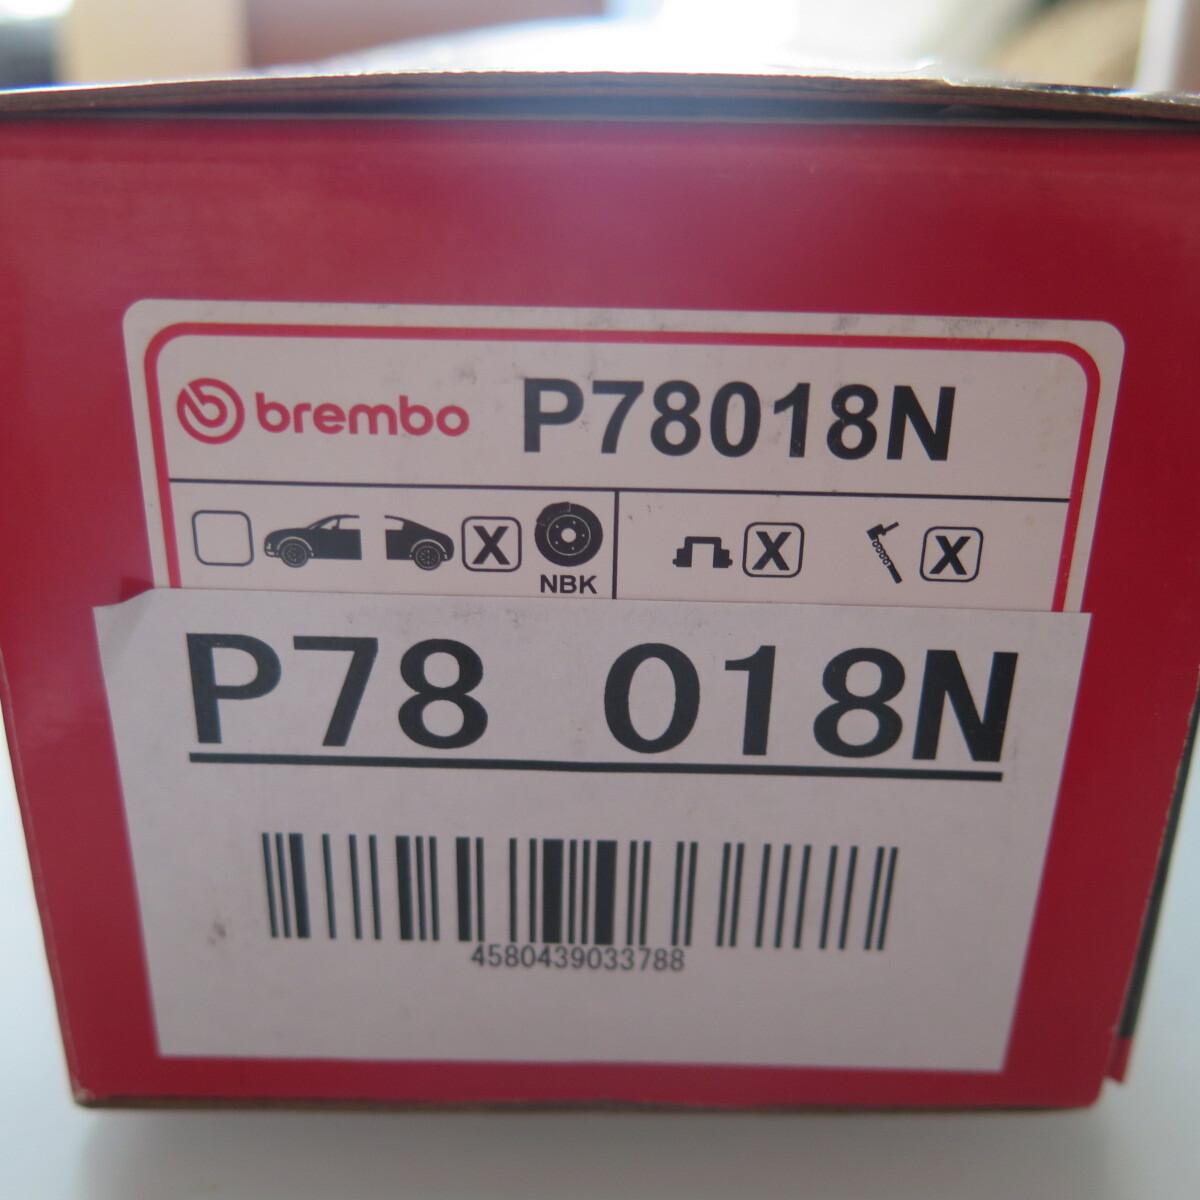 brembo P78018N
X X X
NBK
P78 018N
4580439033788